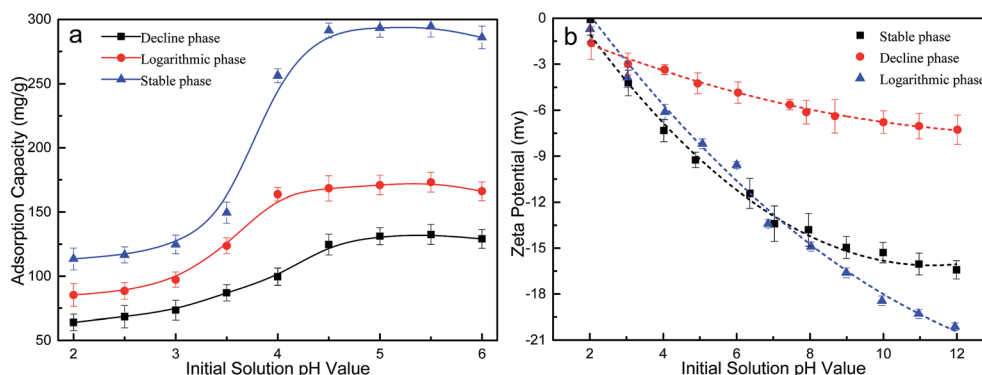 a
Decline phase
Logarithmic phase
Stable phase
300
250
200
150
100
50
2
3
4
5
6
Adsorption Capacity (mg/g)
Initial Solution pH Value
b
Stable phase
Decline phase
Logarithmic phase
0
-3
-6
-9
-12
-15
-18
-21
0
2
4
6
8
10
12
Zeta Potential (mv)
Initial Solution pH Value